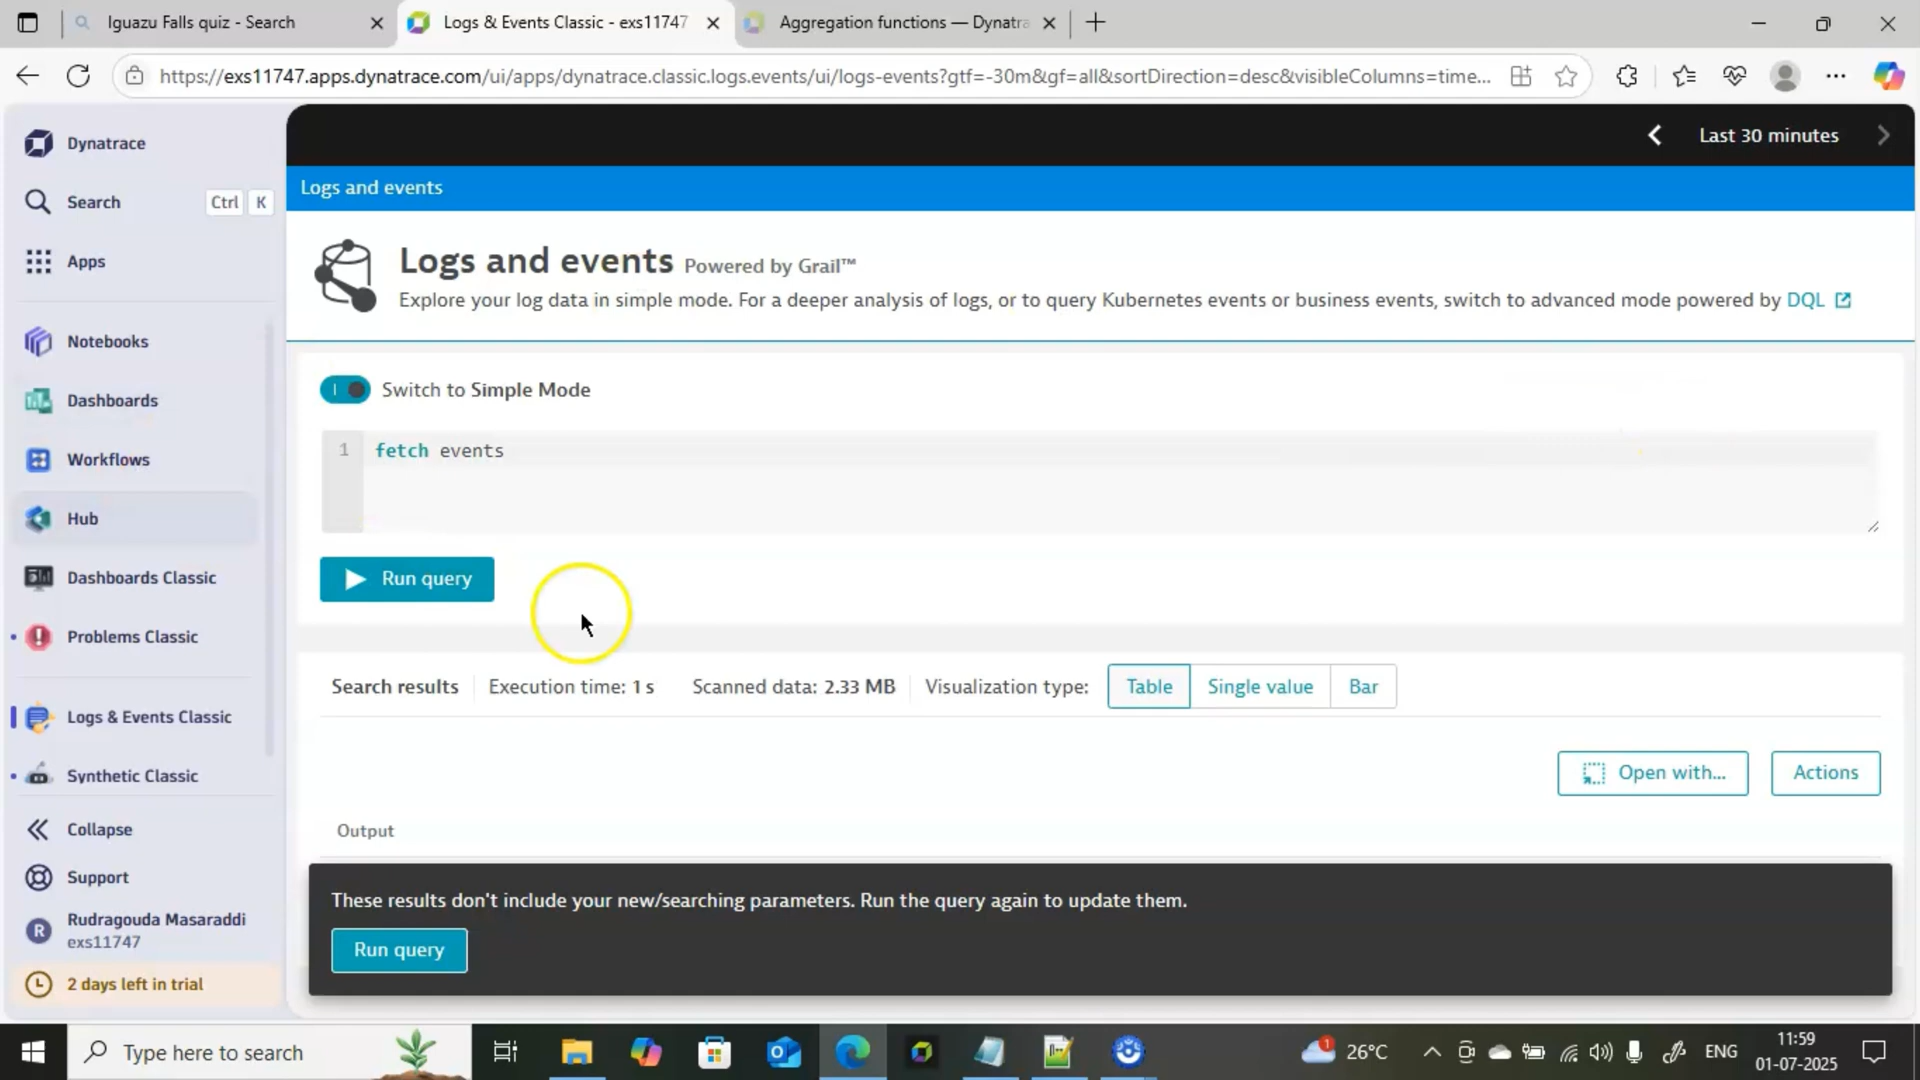 Iguazu Falls quiz - Search
Logs & Events Classic - exs11747
Aggregation functions — Dynatra
https://exs11747.apps.dynatrace.com/ui/apps/dynatrace.classic.logs.events/ui/logs-events?gtf=-30m&gf=all&sortDirection=desc&visibleColumns=time...
Dynatrace
Search Ctrl K
Apps
Notebooks
Dashboards
Workflows
Hub
Dashboards Classic
Problems Classic
Logs & Events Classic
Synthetic Classic
Collapse
Support
R
Rudragouda Masaraddi
exs11747
2 days left in trial
Last 30 minutes
Logs and events
Logs and events Powered by Grail™
Explore your log data in simple mode. For a deeper analysis of logs, or to query Kubernetes events or business events, switch to advanced mode powered by DQL
Switch to Simple Mode
1 fetch events
Run query
Search results Execution time: 1 s Scanned data: 2.33 MB Visualization type: Table Single value Bar
Open with... Actions
Output
These results don't include your new/searching parameters. Run the query again to update them.
Run query
Type here to search
1
26°C
ENG
11:59
01-07-2025